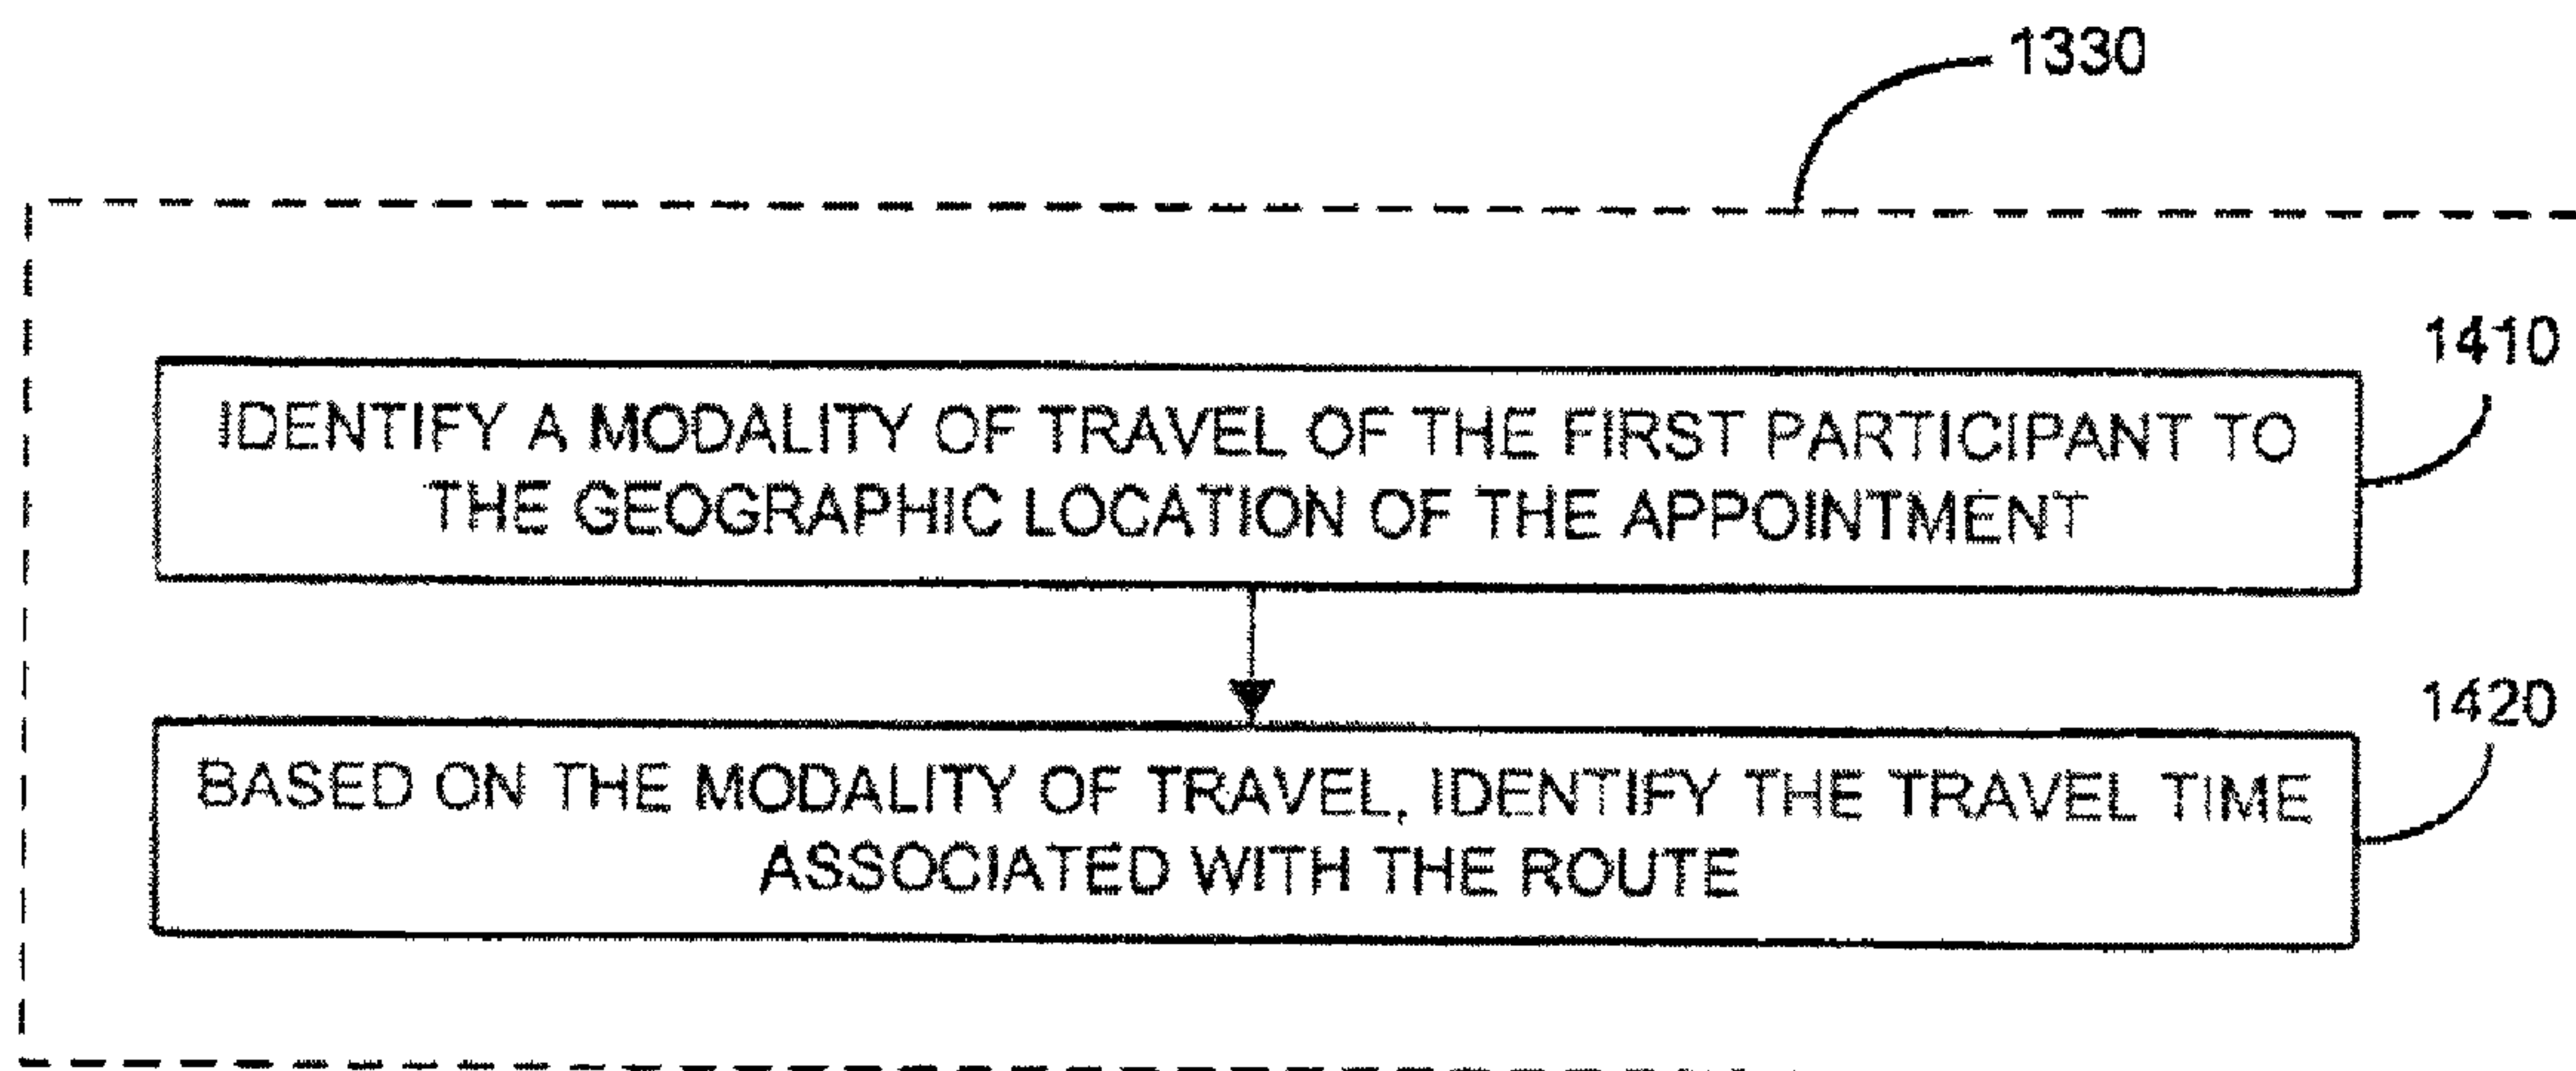 1330
1410
IDENTIFY A MODALITY OF TRAVEL OF THE FIRST PARTICIPANT TO
THE GEOGRAPHIC LOCATION OF THE APPOINTMENT
1420
BASED ON THE MODALITY OF TRAVEL, IDENTIFY THE TRAVEL TIME
ASSOCIATED WITH THE ROUTE